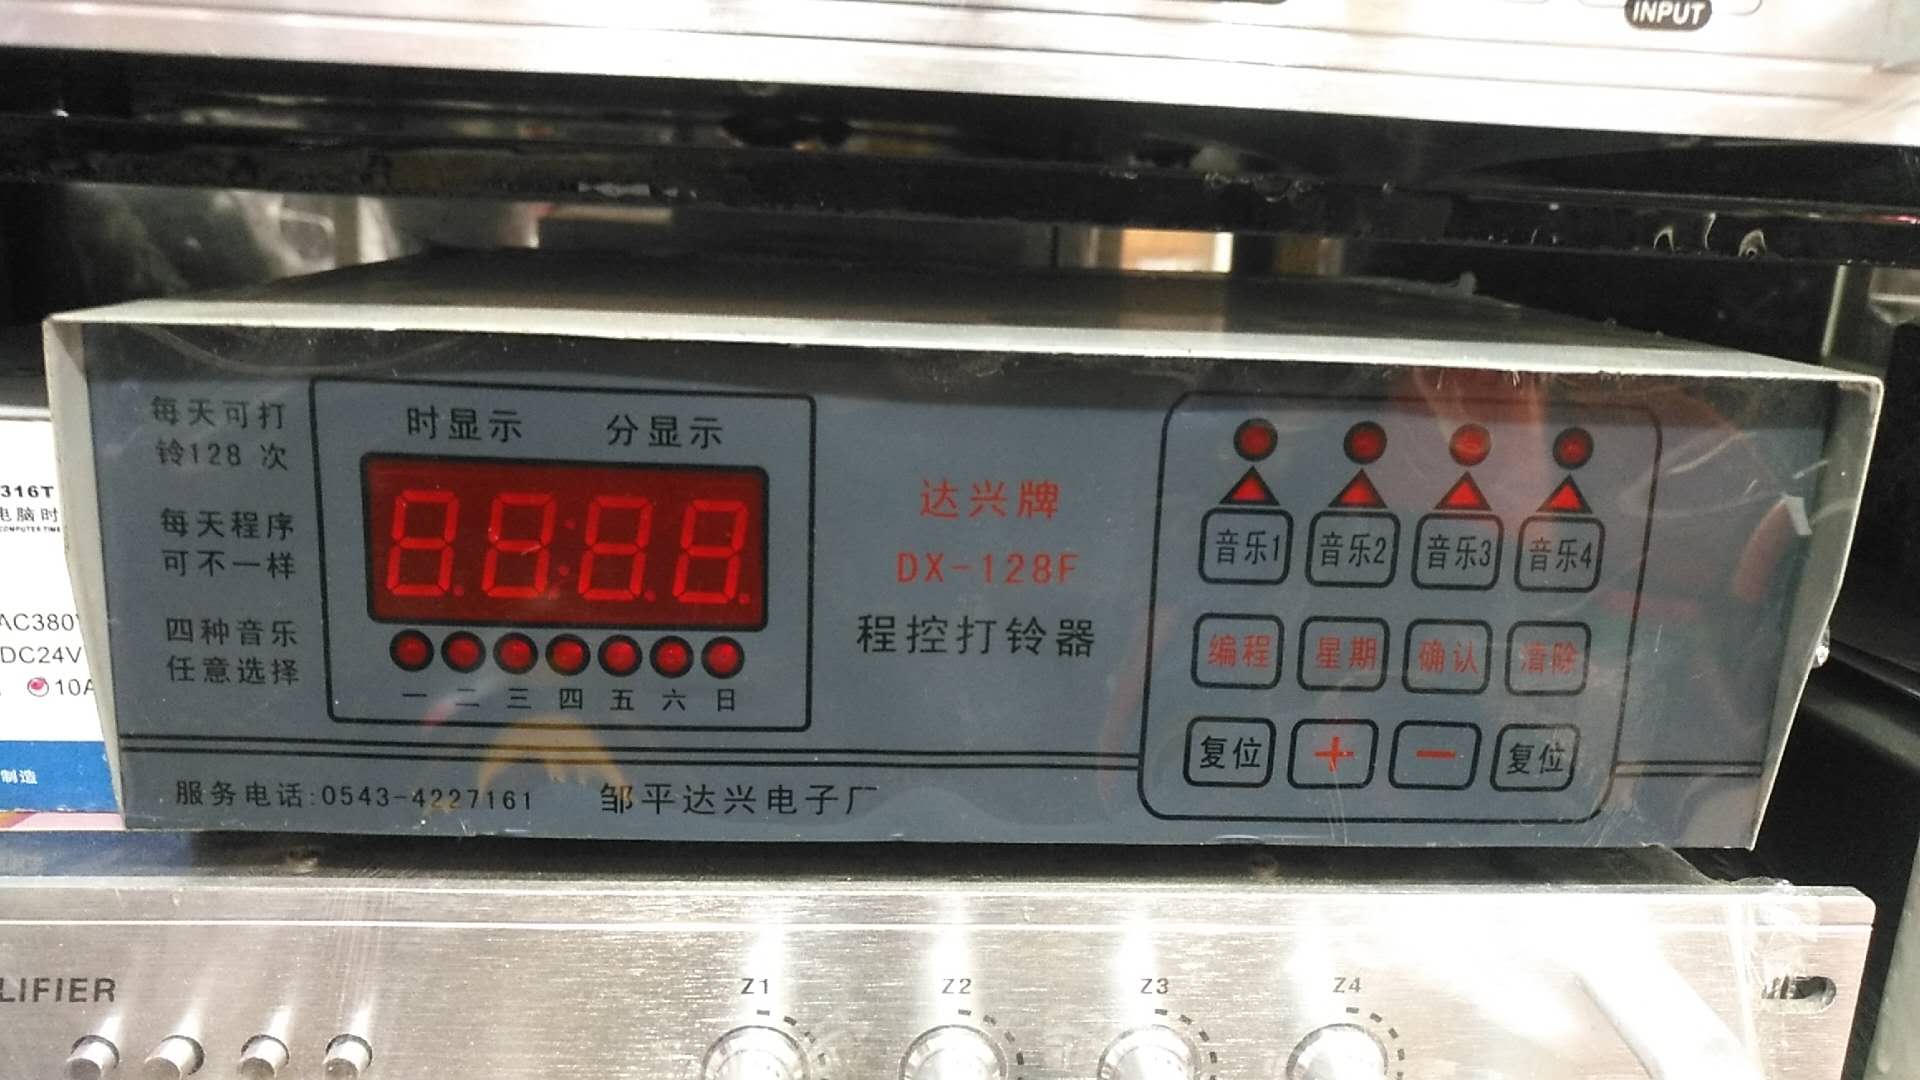 INPUT
316T
电脑时
COMPUTER TIME
AC380V
DC24V
10A
制造
每天可打
铃128 次
每天程序
可不一样
四种音乐
任意选择
时显示 分显示
88:88
一 二 三 四 五 六 日
达兴牌
DX-128F
程控打铃器
音乐1 音乐2 音乐3 音乐4
编程 星期 确认 清除
复位 + − 复位
服务电话:0543-4227161 邹平达兴电子厂
LIFIER
Z1 Z2 Z3 Z4